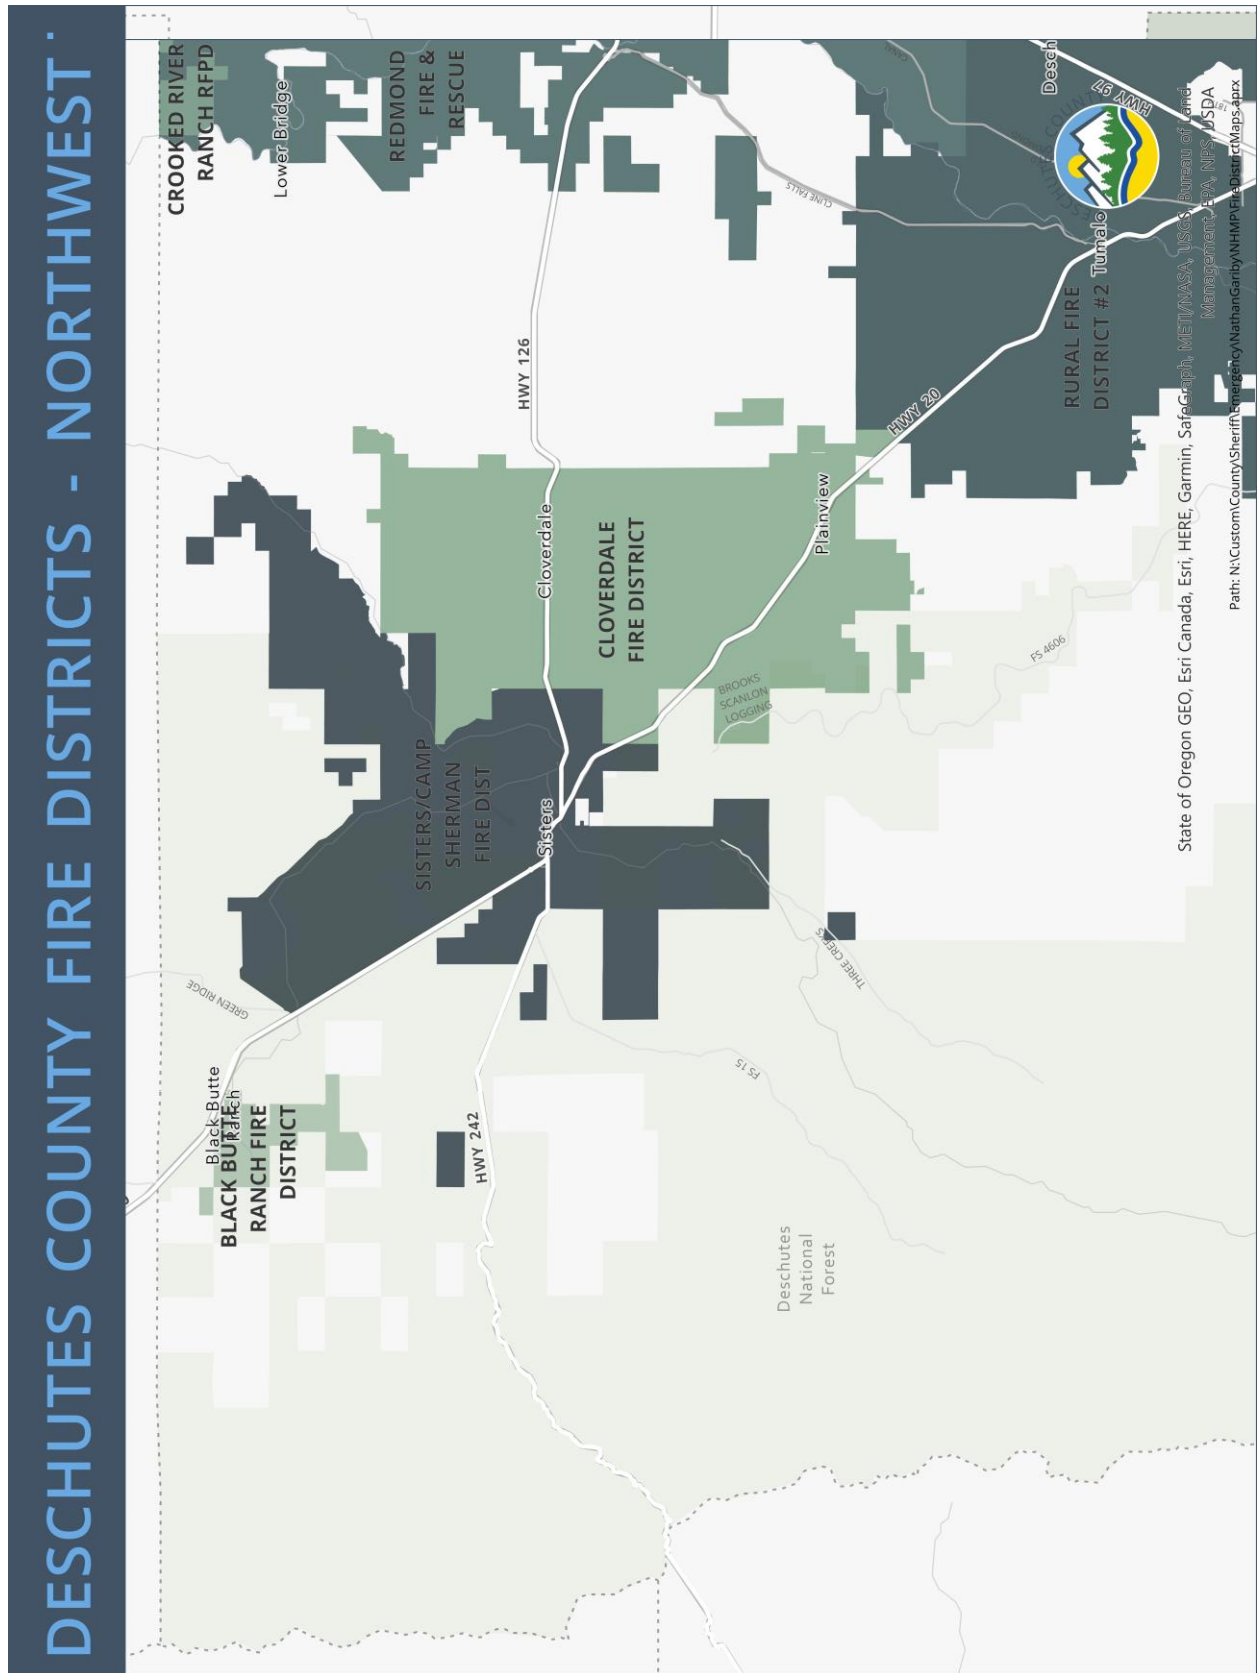 DESCHUTES COUNTY FIRE DISTRICTS - NORTHWEST
CROOKED RIVER
RANCH RFPD
Lower Bridge
REDMOND
FIRE &
RESCUE
GREEN RIDGE
Black Butte
Ranch
BLACK BUTTE
RANCH FIRE
DISTRICT
SISTERS/CAMP
SHERMAN
FIRE DIST
HWY 126
Cloverdale
Sisters
HWY 242
CLOVERDALE
FIRE DISTRICT
CLINE FALLS
BROOKS
SCANLON
LOGGING
FS 15
Plainview
HWY 20
THREE CREEKS
Deschutes
National
Forest
FS 4606
Desch
HWY 97
DESCHUTES COUNTY
Tumalo
RURAL FIRE
DISTRICT #2
State of Oregon GEO, Esri Canada, Esri, HERE, Garmin, SafeGraph, METI/NASA, USGS, Bureau of Land
Management, EPA, NPS, USDA
Path: N:\Custom\County\Sheriff\Emergency\NathanGariby\NHMP\FireDistrictMaps.aprx